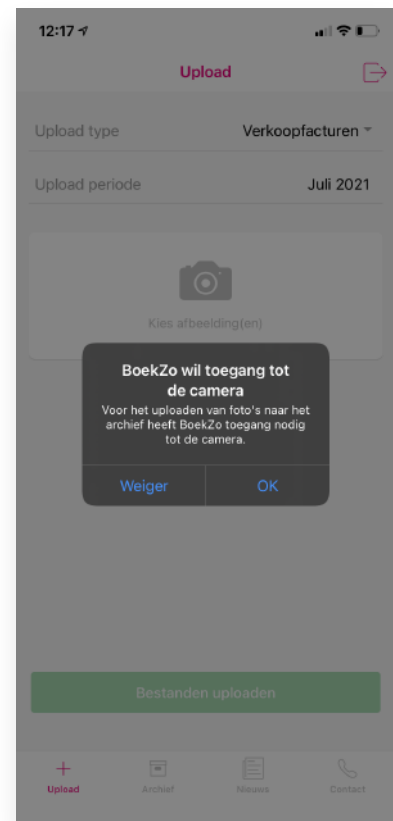 12:17
Upload
Upload type Verkoopfacturen
Upload periode Juli 2021
Kies afbeelding(en)
BoekZo wil toegang tot
de camera
Voor het uploaden van foto's naar het
archief heeft BoekZo toegang nodig
tot de camera.
Weiger OK
Bestanden uploaden
Upload Archief Nieuws Contact